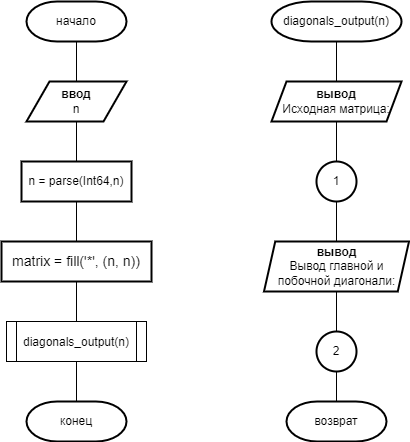 начало
ввод
n
n = parse(Int64,n)
matrix = fill('*', (n, n))
diagonals_output(n)
конец
diagonals_output(n)
вывод
Исходная матрица:
1
вывод
Вывод главной и
побочной диагонали:
2
возврат